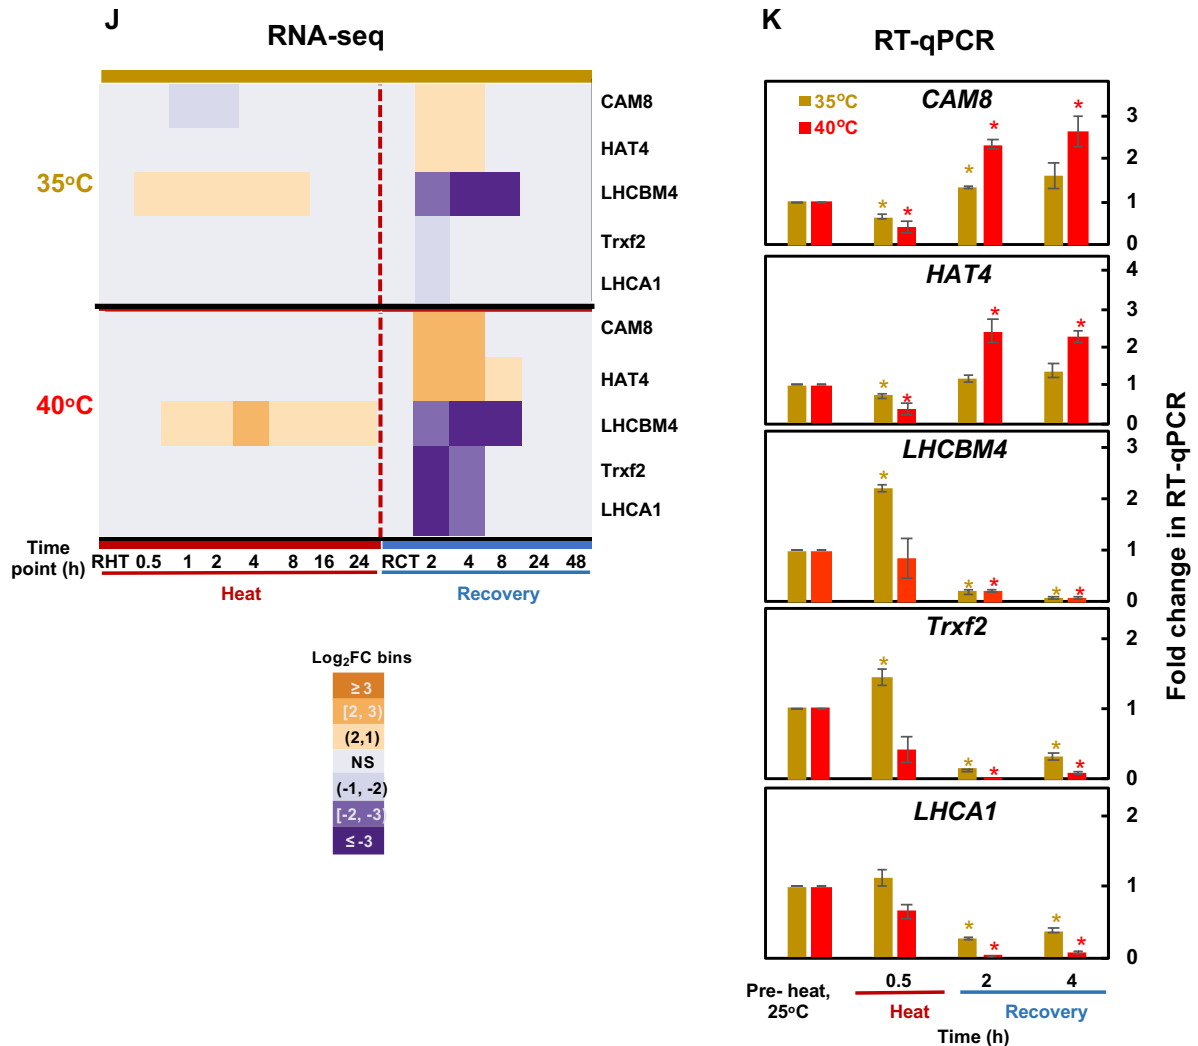 J
RNA-seq
35°C
CAM8
HAT4
LHCBM4
Trxf2
LHCA1
40°C
CAM8
HAT4
LHCBM4
Trxf2
LHCA1
Time point (h)
RHT 0.5 1 2 4 8 16 24 RCT 2 4 8 24 48
Heat
Recovery
Log₂FC bins
≥ 3
[2, 3)
(2,1)
NS
(-1, -2)
[-2, -3)
≤ -3
K
RT-qPCR
35°C
40°C
CAM8
3
2
1
0
HAT4
4
3
2
1
0
LHCBM4
3
2
1
0
Trxf2
2
1
0
LHCA1
2
1
0
* * * * *
* * * *
* * * * *
* * * * *
* * * *
Fold change in RT-qPCR
Pre- heat,
25°C
0.5
2
4
Heat
Recovery
Time (h)